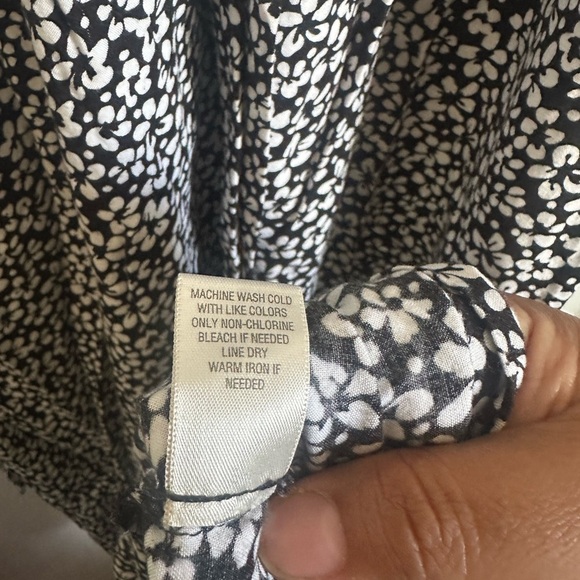 MACHINE WASH COLD
WITH LIKE COLORS
ONLY NON-CHLORINE
BLEACH IF NEEDED
LINE DRY
WARM IRON IF
NEEDED